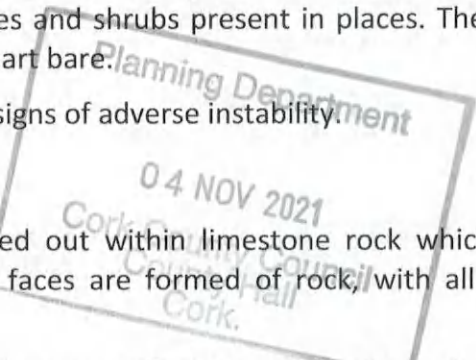 es and shrubs present in places. The
art bare.
signs of adverse instability.
ed out within limestone rock whic
faces are formed of rock, with all
Planning Department
04 NOV 2021
Cork County Council
County Hall
Cork.